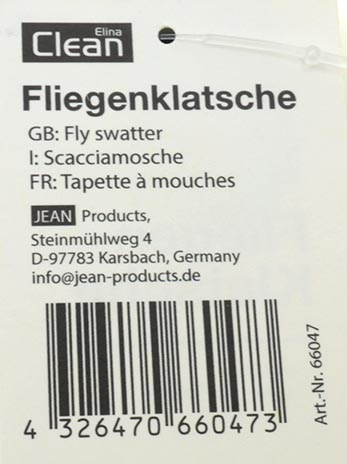 Elina
Clean
Fliegenklatsche
GB: Fly swatter
I: Scacciamosche
FR: Tapette à mouches
JEAN Products,
Steinmühlweg 4
D-97783 Karsbach, Germany
info@jean-products.de
Art.-Nr. 66047
4 326470 660473